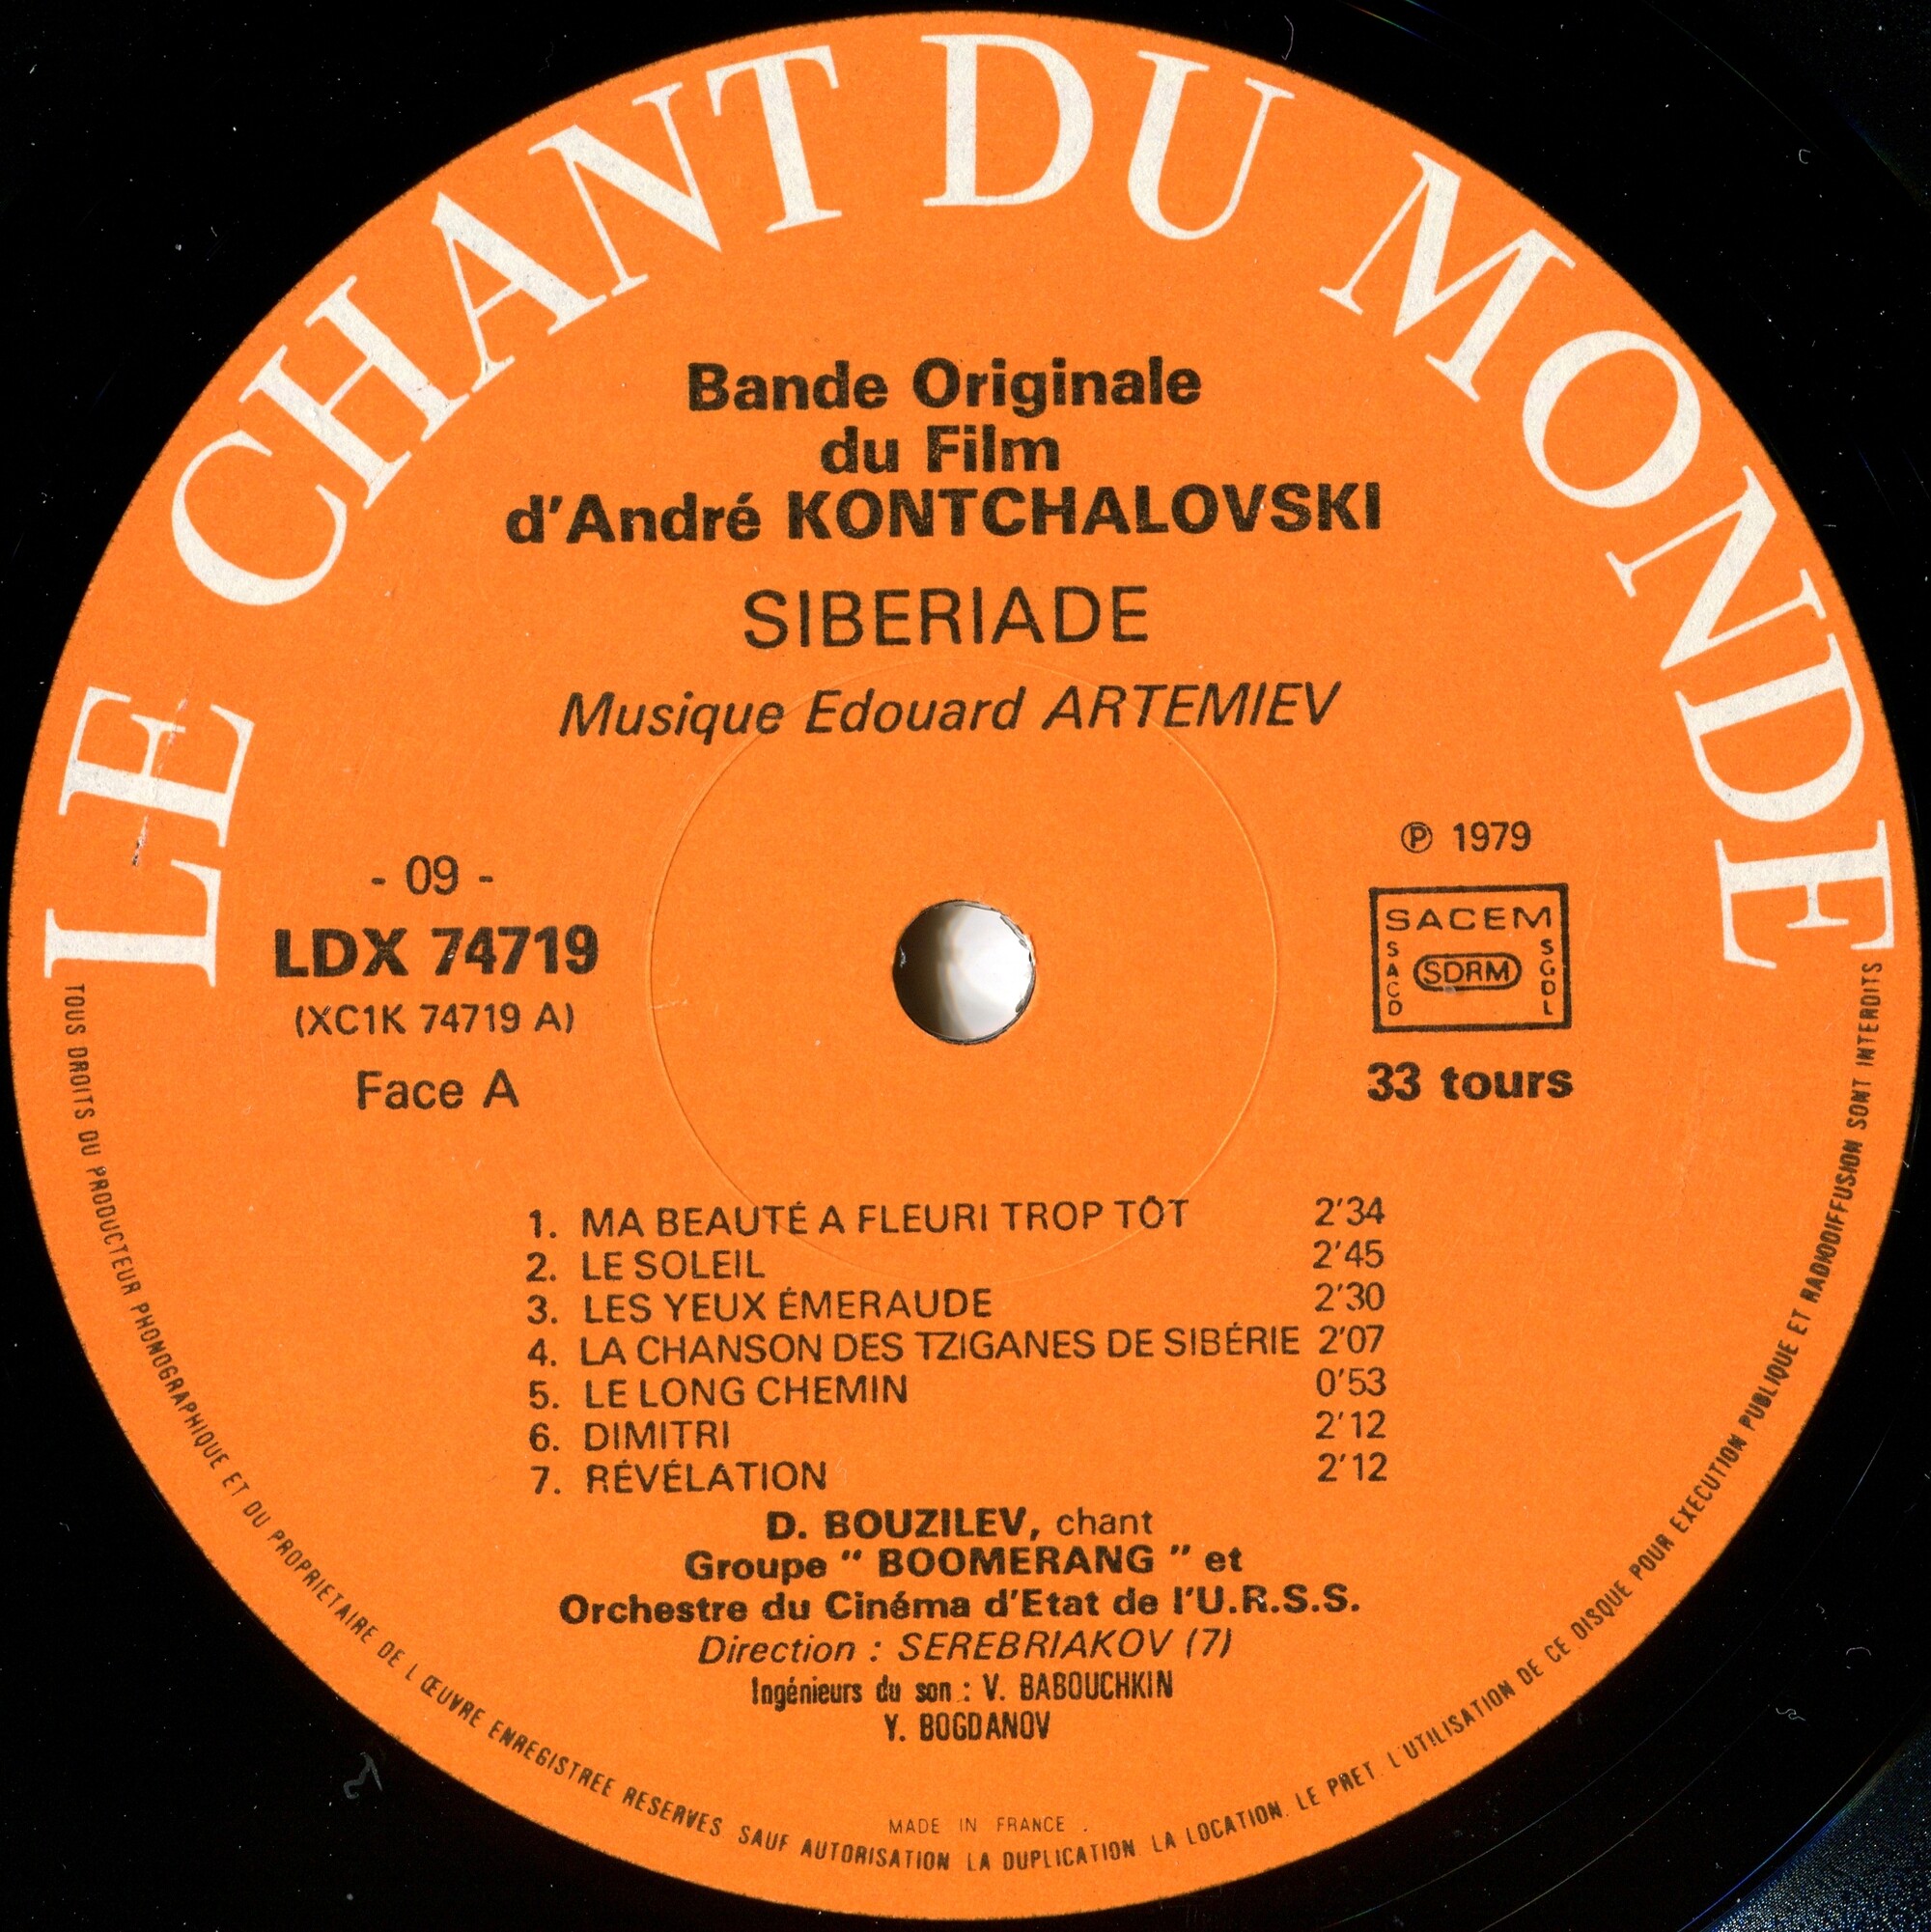 LE CHANT DU MONDE
Bande Originale
du Film
d'André KONTCHALOVSKI
SIBERIADE
Musique Edouard ARTEMIEV
- 09 -
LDX 74719
(XC1K 74719 A)
Face A
℗ 1979
SACEM
SACD
SDRM
SGDL
33 tours
1. MA BEAUTÉ A FLEURI TROP TÔT 2'34
2. LE SOLEIL 2'45
3. LES YEUX ÉMERAUDE 2'30
4. LA CHANSON DES TZIGANES DE SIBÉRIE 2'07
5. LE LONG CHEMIN 0'53
6. DIMITRI 2'12
7. RÉVÉLATION 2'12
D. BOUZILEV, chant
Groupe " BOOMERANG " et
Orchestre du Cinéma d'Etat de l'U.R.S.S.
Direction : SEREBRIAKOV (7)
Ingénieurs du son : V. BABOUCHKIN
Y. BOGDANOV
MADE IN FRANCE .
TOUS DROITS DU PRODUCTEUR PHONOGRAPHIQUE ET DU PROPRIETAIRE DE L'ŒUVRE ENREGISTREE RESERVES SAUF AUTORISATION LA DUPLICATION LA LOCATION. LE PRET. L'UTILISATION DE CE DISQUE POUR EXECUTION PUBLIQUE ET RADIODIFFUSION SONT INTERDITS